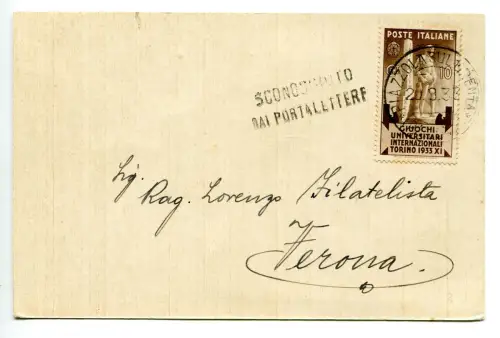 POSTE ITALIANE
10
SCONOSCIUTO
DAI PORTALETTERE
GIUOCHI
UNIVERSITARI
INTERNAZIONALI
TORINO 1933 XI
Sig.
Rag. Lorenzo Filatelista
Verona.